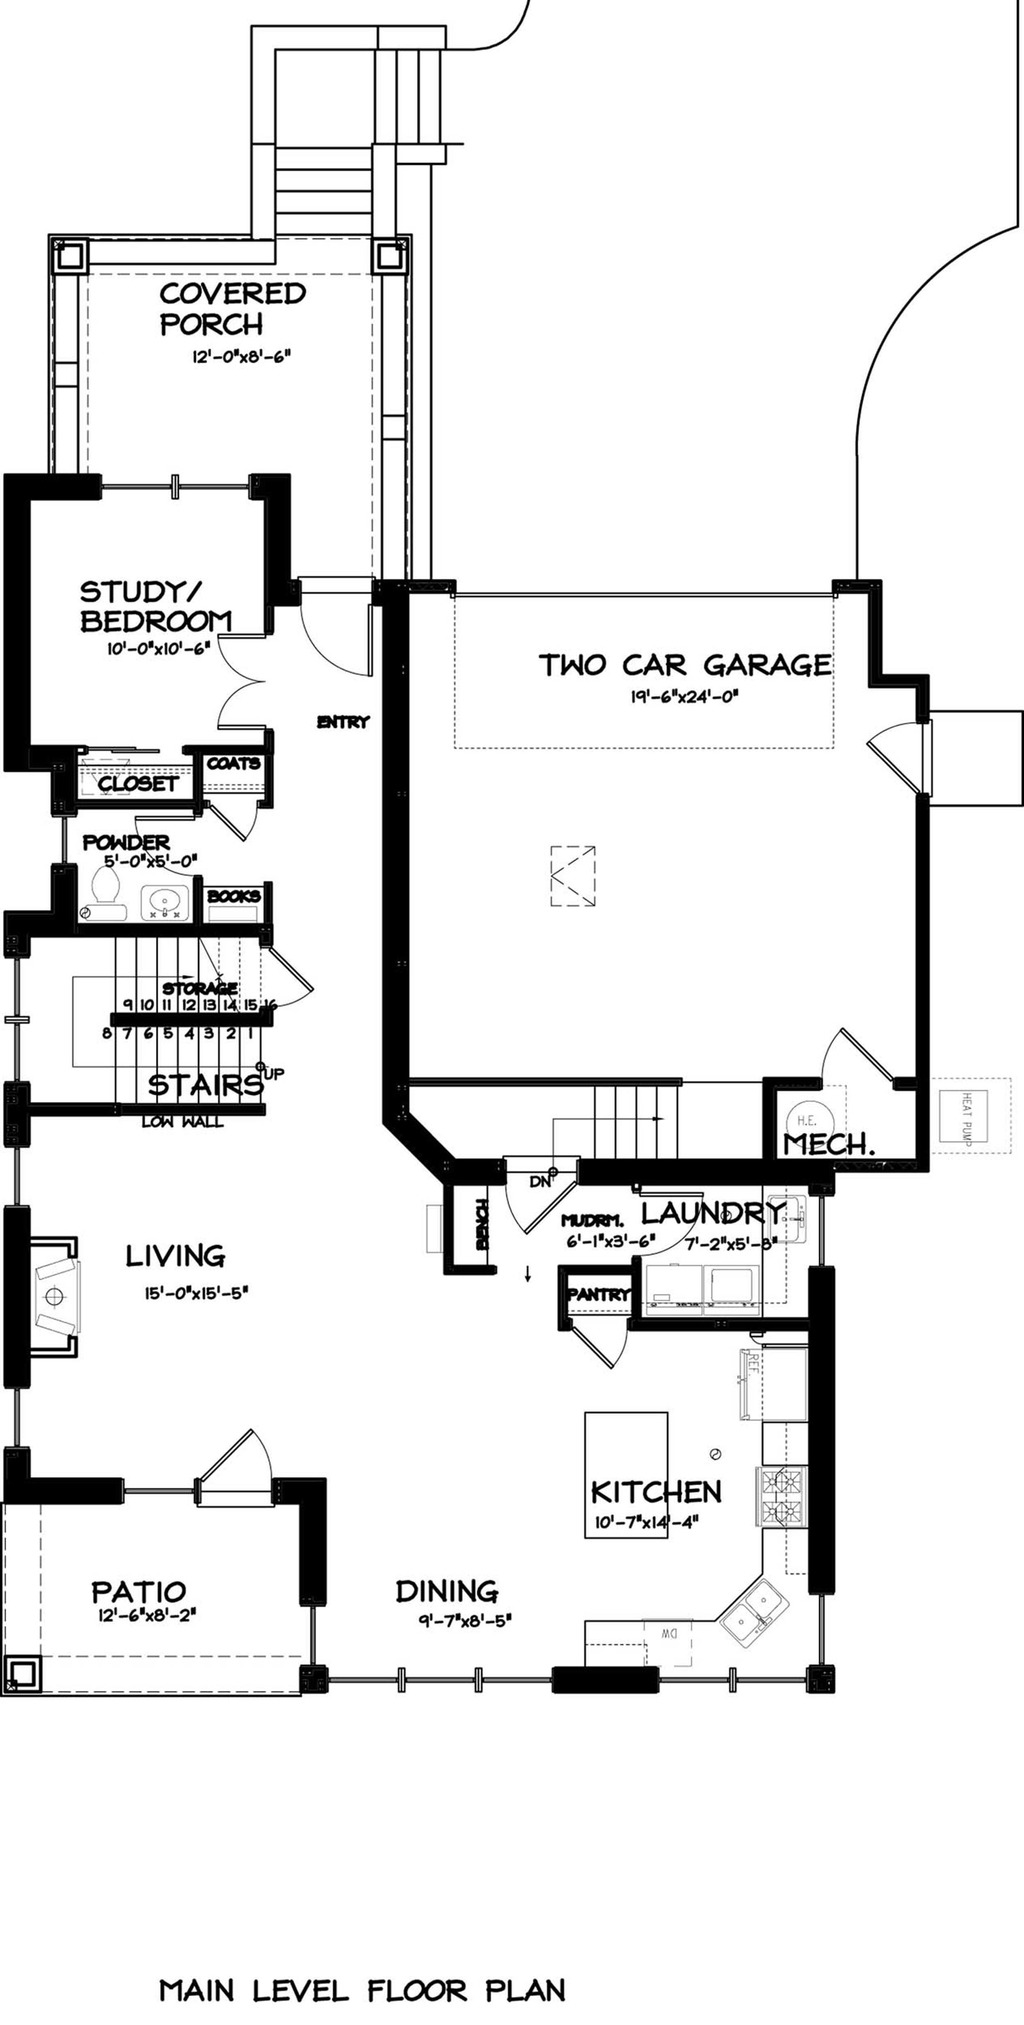 COVERED
PORCH
12'-0"x8'-6"
STUDY/
BEDROOM
10'-0"x10'-6"
TWO CAR GARAGE
19'-6"x24'-0"
ENTRY
COATS
CLOSET
POWDER
5'-0"x5'-0"
BOOKS
STORAGE
9 10 11 12 13 14 15 16
8 7 6 5 4 3 2 1
UP
STAIRS
LOW WALL
H.E.
HEAT PUMP
MECH.
DN
BENCH
MUDRM.
6'-1"x3'-6"
LAUNDRY
7'-2"x5'-8"
LIVING
15'-0"x15'-5"
PANTRY
REF.
KITCHEN
10'-7"x14'-4"
PATIO
12'-6"x8'-2"
DINING
9'-7"x8'-5"
DW
MAIN LEVEL FLOOR PLAN